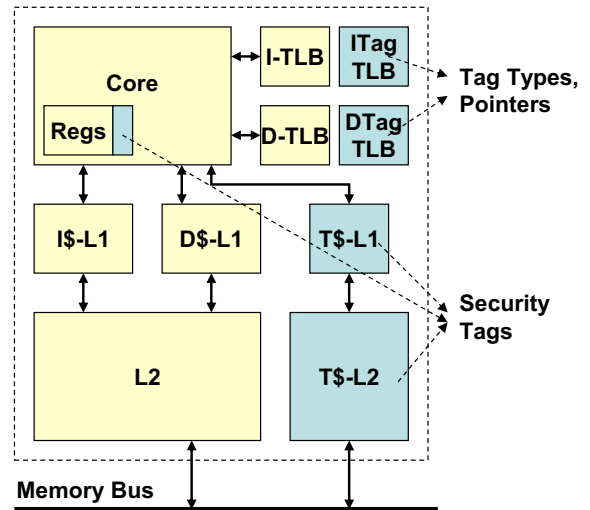 Core
Regs
I-TLB
ITag
TLB
D-TLB
DTag
TLB
Tag Types,
Pointers
I$-L1
D$-L1
T$-L1
L2
T$-L2
Security
Tags
Memory Bus